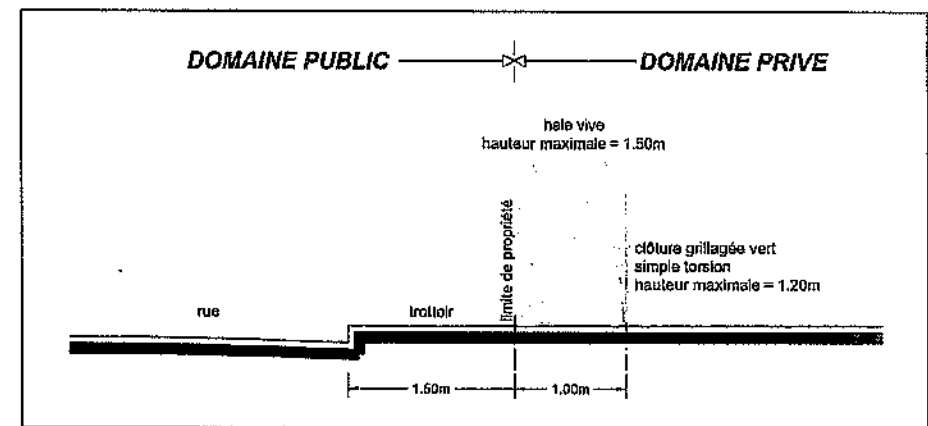 DOMAINE PUBLIC
DOMAINE PRIVE
haie vive
hauteur maximale = 1.50m
limite de propriété
clôture grillagée vert
simple torsion
hauteur maximale = 1.20m
rue
trottoir
1.50m
1,00m